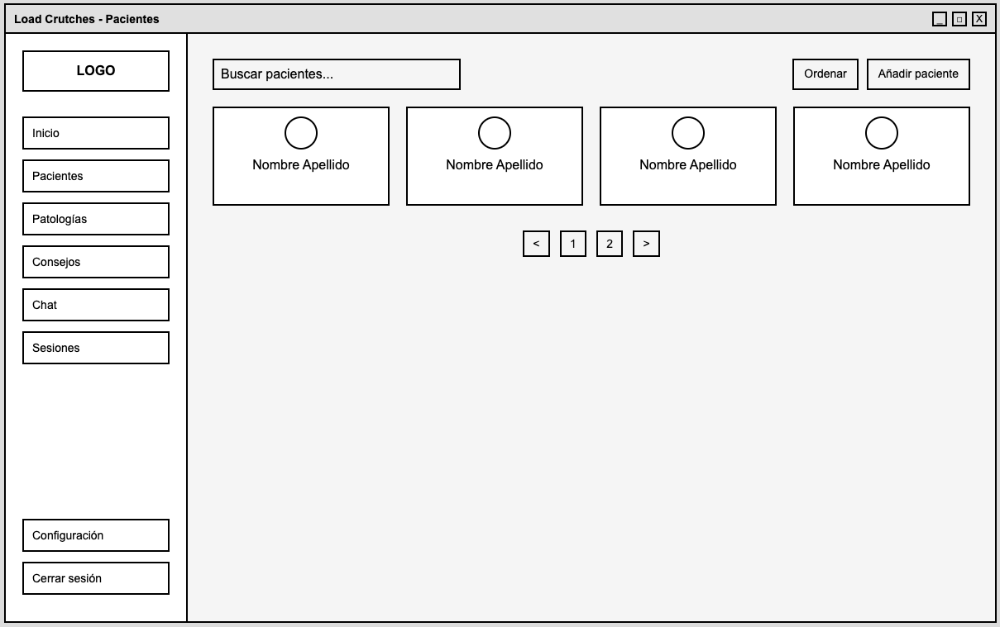 Load Crutches - Pacientes
_ □ X
LOGO
Inicio
Pacientes
Patologías
Consejos
Chat
Sesiones
Configuración
Cerrar sesión
Buscar pacientes...
Ordenar
Añadir paciente
Nombre Apellido
Nombre Apellido
Nombre Apellido
Nombre Apellido
< 1 2 >